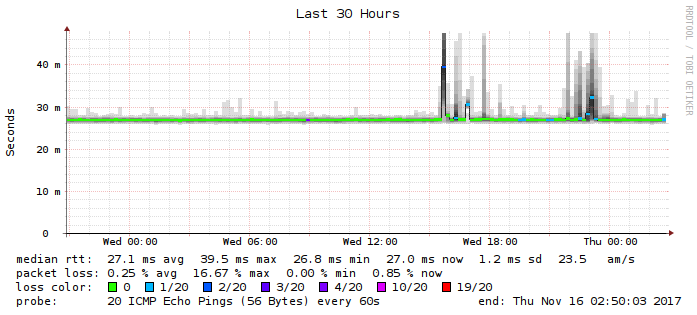 Last 30 Hours
RRDTOOL / TOBI OETIKER
Seconds
40 m
30 m
20 m
10 m
0
Wed 00:00 Wed 06:00 Wed 12:00 Wed 18:00 Thu 00:00
median rtt: 27.1 ms avg 39.5 ms max 26.8 ms min 27.0 ms now 1.2 ms sd 23.5 am/s
packet loss: 0.25 % avg 16.67 % max 0.00 % min 0.85 % now
loss color: 0 1/20 2/20 3/20 4/20 10/20 19/20
probe: 20 ICMP Echo Pings (56 Bytes) every 60s end: Thu Nov 16 02:50:03 2017